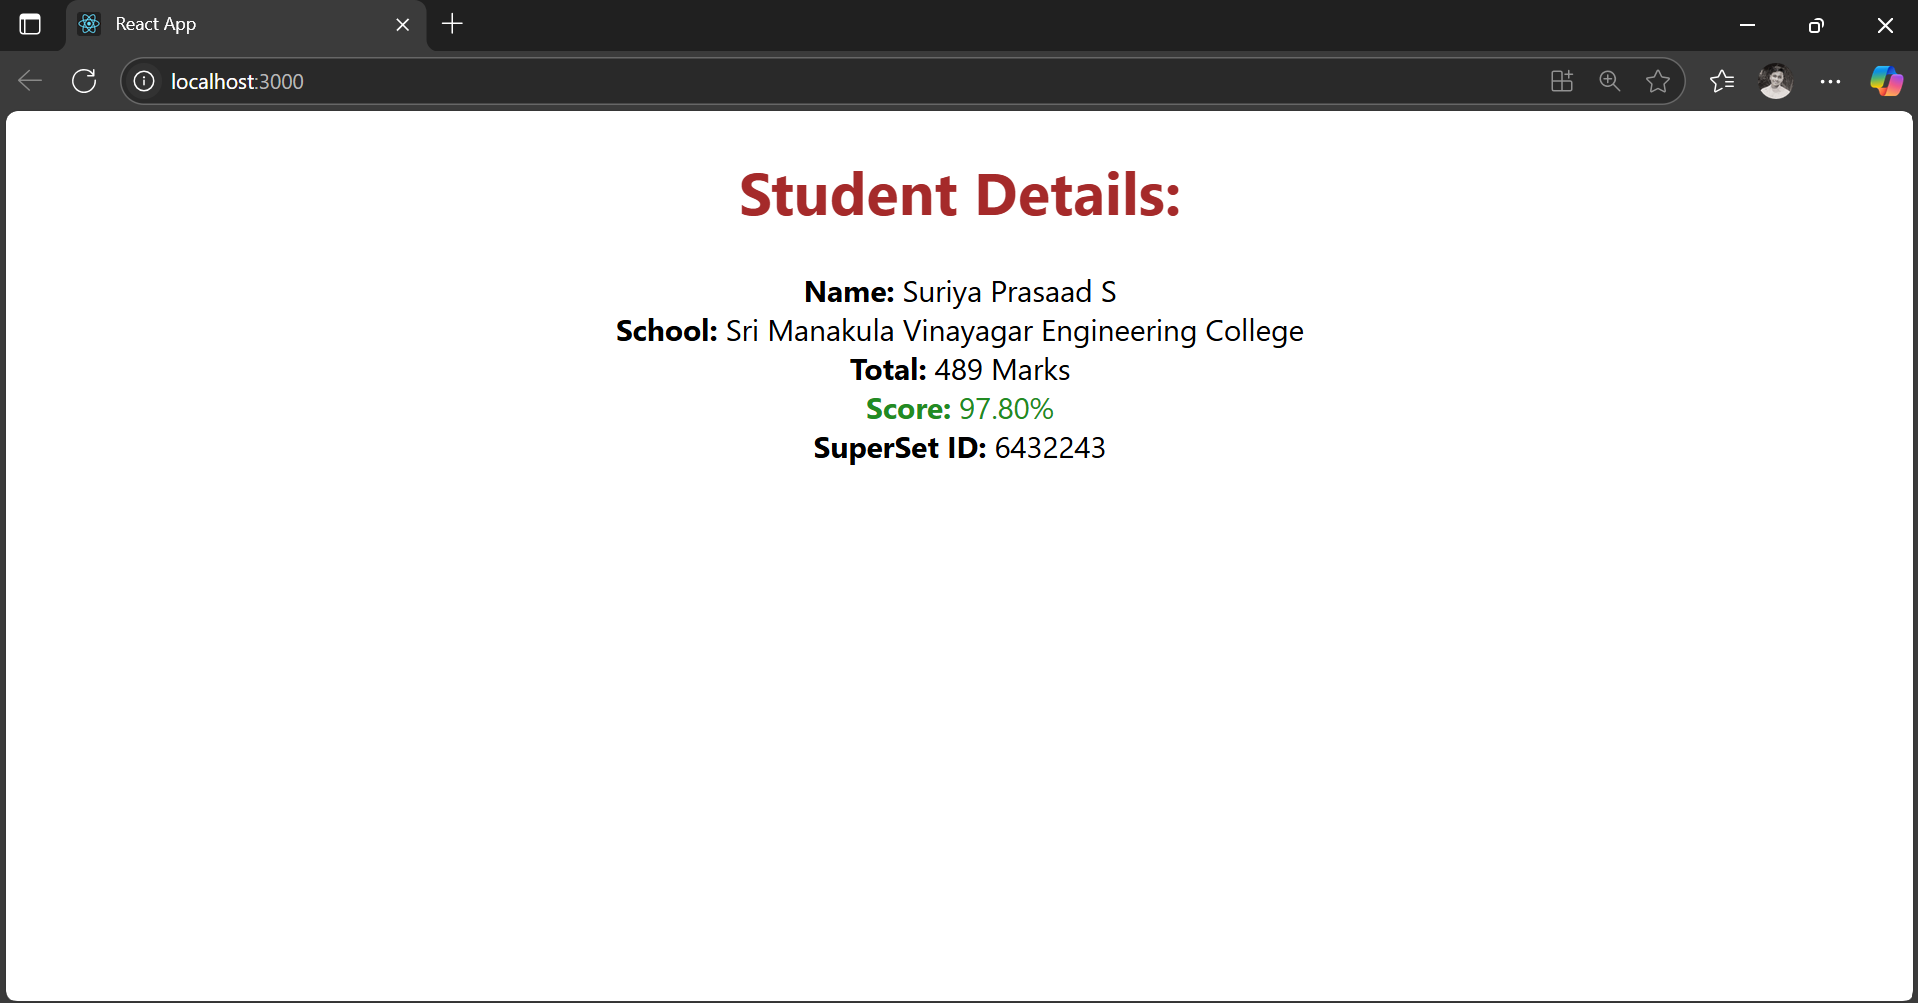 React App
localhost:3000
Student Details:
Name: Suriya Prasaad S
School: Sri Manakula Vinayagar Engineering College
Total: 489 Marks
Score: 97.80%
SuperSet ID: 6432243